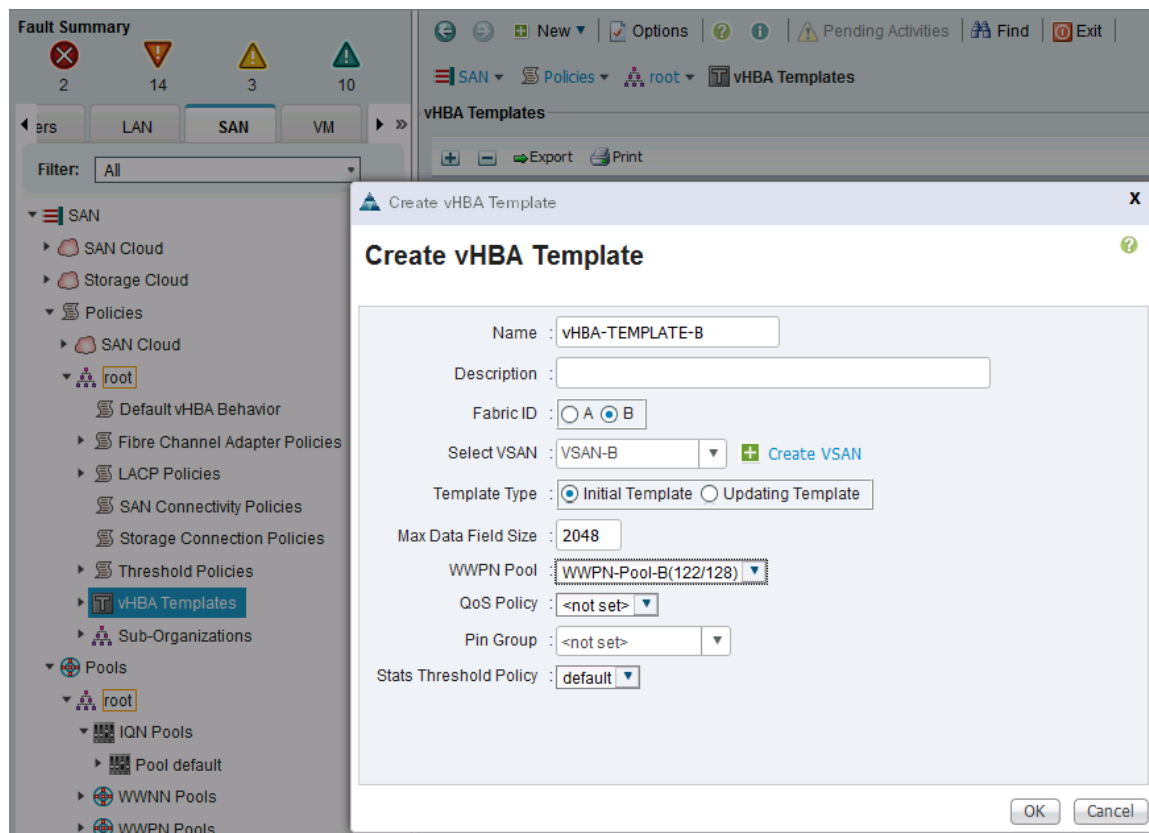 Fault Summary
2 14 3 10
ers LAN SAN VM
Filter: All
SAN
SAN Cloud
Storage Cloud
Policies
SAN Cloud
root
Default vHBA Behavior
Fibre Channel Adapter Policies
LACP Policies
SAN Connectivity Policies
Storage Connection Policies
Threshold Policies
vHBA Templates
Sub-Organizations
Pools
root
IQN Pools
Pool default
WWNN Pools
WWPN Pools
New Options Pending Activities Find Exit
SAN Policies root vHBA Templates
vHBA Templates
Export Print
Create vHBA Template X
Create vHBA Template
Name : vHBA-TEMPLATE-B
Description :
Fabric ID : A B
Select VSAN : VSAN-B Create VSAN
Template Type : Initial Template Updating Template
Max Data Field Size : 2048
WWPN Pool : WWPN-Pool-B(122/128)
QoS Policy : <not set>
Pin Group : <not set>
Stats Threshold Policy : default
OK Cancel